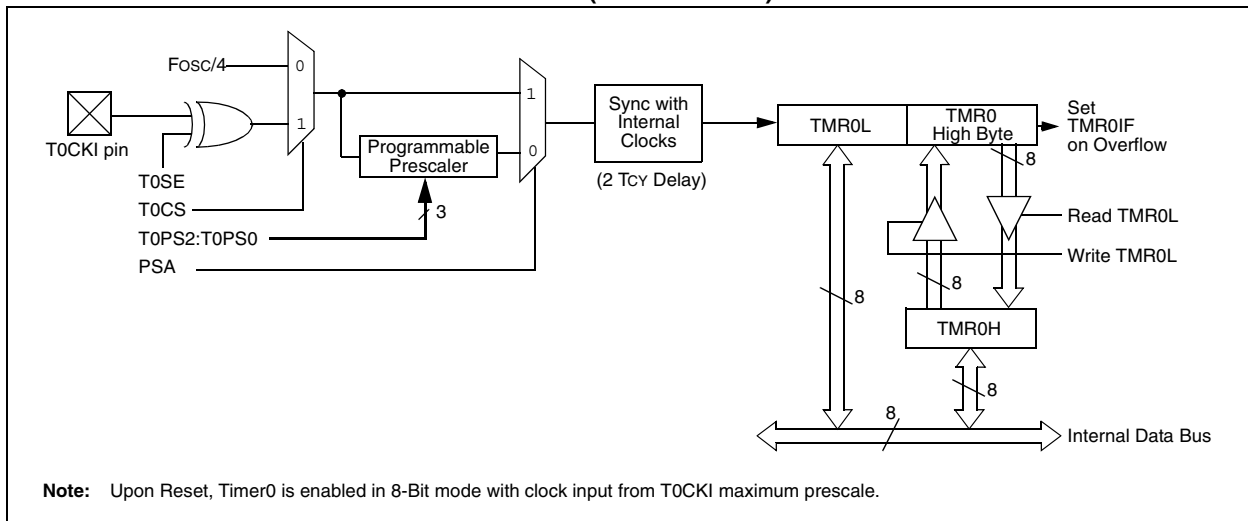 FOSC/4
0
1
T0CKI pin
T0SE
T0CS
T0PS2:T0PS0
PSA
Programmable
Prescaler
3
1
0
Sync with
Internal
Clocks
(2 TCY Delay)
TMR0L
TMR0
High Byte
Set
TMR0IF
on Overflow
8
Read TMR0L
Write TMR0L
8
8
TMR0H
8
8
Internal Data Bus
Note: Upon Reset, Timer0 is enabled in 8-Bit mode with clock input from T0CKI maximum prescale.